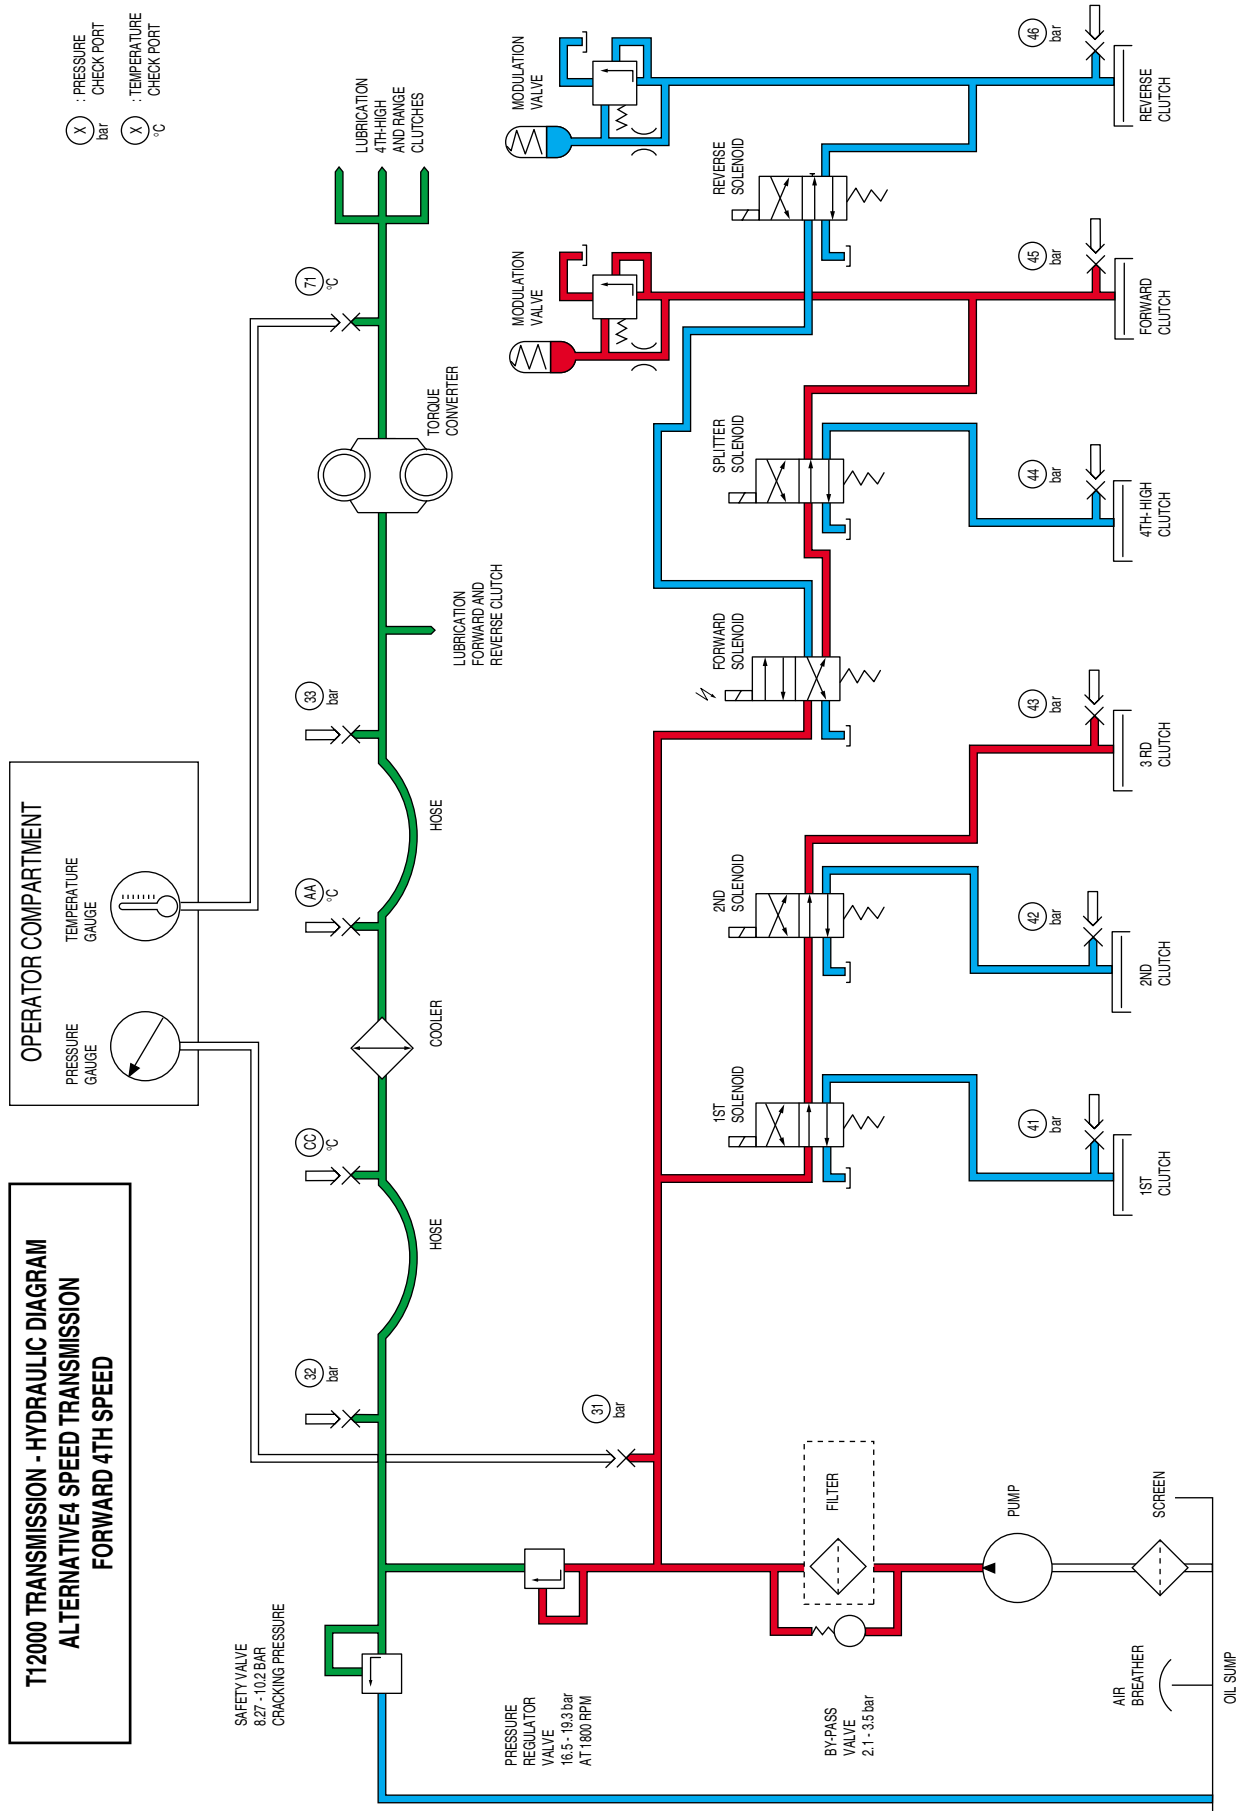 T12000 TRANSMISSION - HYDRAULIC DIAGRAM
ALTERNATIVE4 SPEED TRANSMISSION
FORWARD 4TH SPEED
OPERATOR COMPARTMENT
PRESSURE
GAUGE
TEMPERATURE
GAUGE
X
bar
: PRESSURE
CHECK PORT
X
°C
: TEMPERATURE
CHECK PORT
SAFETY VALVE
8.27 - 10.2 BAR
CRACKING PRESSURE
32
bar
HOSE
CC
°C
COOLER
AA
°C
HOSE
33
bar
LUBRICATION
FORWARD AND
REVERSE CLUTCH
TORQUE
CONVERTER
71
°C
LUBRICATION
4TH-HIGH
AND RANGE
CLUTCHES
PRESSURE
REGULATOR
VALVE
16.5 - 19.3 bar
AT 1800 RPM
31
bar
MODULATION
VALVE
MODULATION
VALVE
1ST
SOLENOID
2ND
SOLENOID
FORWARD
SOLENOID
SPLITTER
SOLENOID
REVERSE
SOLENOID
BY-PASS
VALVE
2.1 - 3.5 bar
FILTER
PUMP
SCREEN
AIR
BREATHER
OIL SUMP
41
bar
1ST
CLUTCH
42
bar
2ND
CLUTCH
43
bar
3 RD
CLUTCH
44
bar
4TH-HIGH
CLUTCH
45
bar
FORWARD
CLUTCH
46
bar
REVERSE
CLUTCH